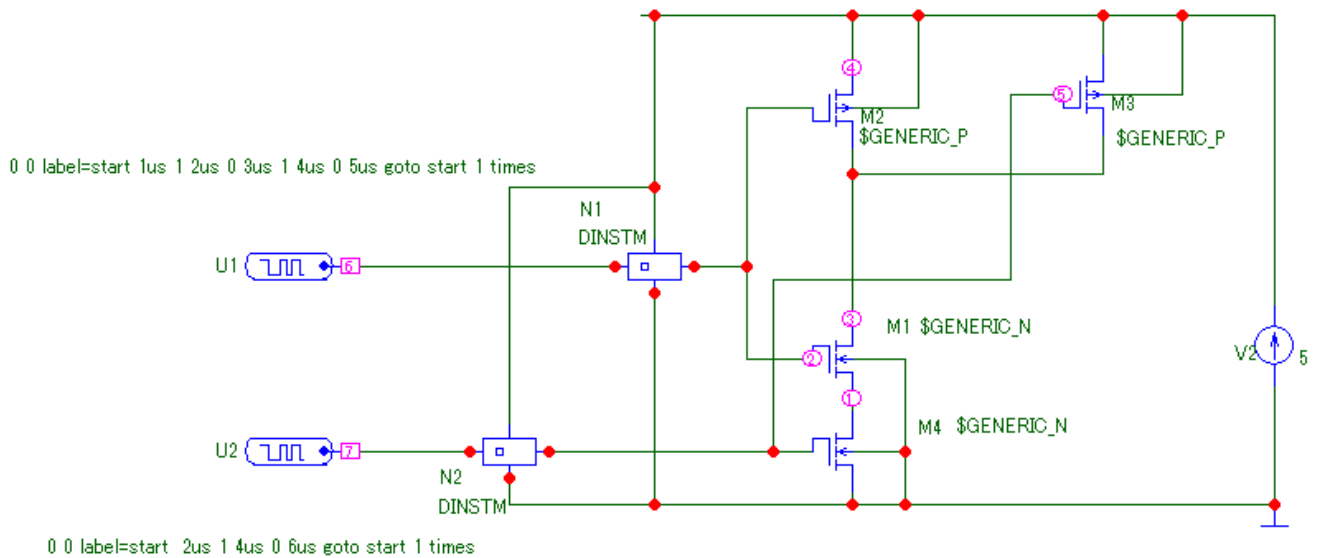 ④
⑤
M2
M3
$GENERIC_P
$GENERIC_P
0 0 label=start 1us 1 2us 0 3us 1 4us 0 5us goto start 1 times
N1
DINSTM
U1
6
③
M1 $GENERIC_N
②
V2
5
①
M4 $GENERIC_N
U2
7
N2
DINSTM
0 0 label=start 2us 1 4us 0 6us goto start 1 times